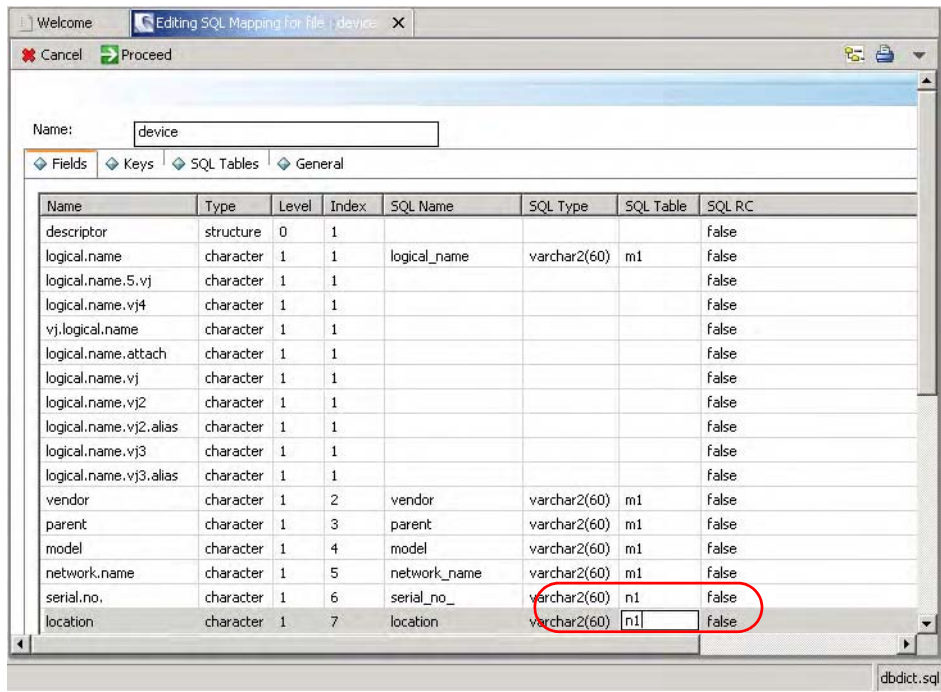 Welcome
Editing SQL Mapping for file : device
Cancel Proceed
Name: device
Fields Keys SQL Tables General
Name Type Level Index SQL Name SQL Type SQL Table SQL RC
descriptor structure 0 1 false
logical.name character 1 1 logical_name varchar2(60) m1 false
logical.name.5.vj character 1 1 false
logical.name.vj4 character 1 1 false
vj.logical.name character 1 1 false
logical.name.attach character 1 1 false
logical.name.vj character 1 1 false
logical.name.vj2 character 1 1 false
logical.name.vj2.alias character 1 1 false
logical.name.vj3 character 1 1 false
logical.name.vj3.alias character 1 1 false
vendor character 1 2 vendor varchar2(60) m1 false
parent character 1 3 parent varchar2(60) m1 false
model character 1 4 model varchar2(60) m1 false
network.name character 1 5 network_name varchar2(60) m1 false
serial.no. character 1 6 serial_no_ varchar2(60) n1 false
location character 1 7 location varchar2(60) n1 false
dbdict.sql